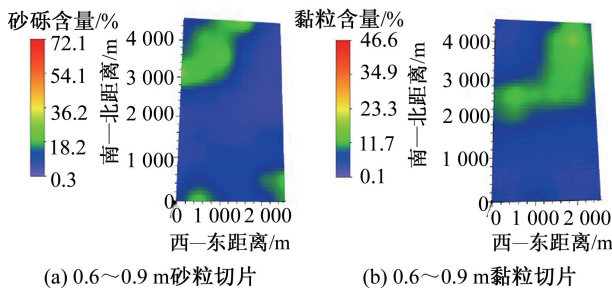 砂砾含量/%
72.1
54.1
36.2
18.2
0.3
南—北距离/m
4 000
3 000
2 000
1 000
0
0 1 000 2 000
西—东距离/m
(a) 0.6～0.9 m砂粒切片
黏粒含量/%
46.6
34.9
23.3
11.7
0.1
南—北距离/m
4 000
3 000
2 000
1 000
0
0 1 000 2 000
西—东距离/m
(b) 0.6～0.9 m黏粒切片